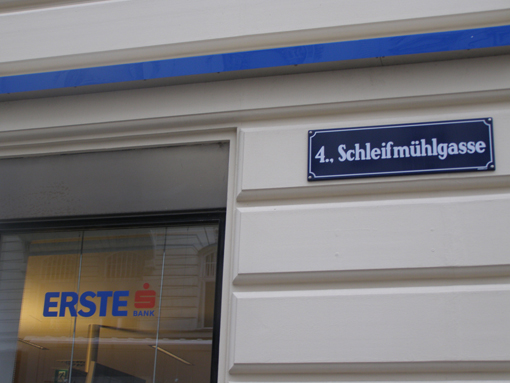 4., Schleifmühlgasse
ERSTE
BANK